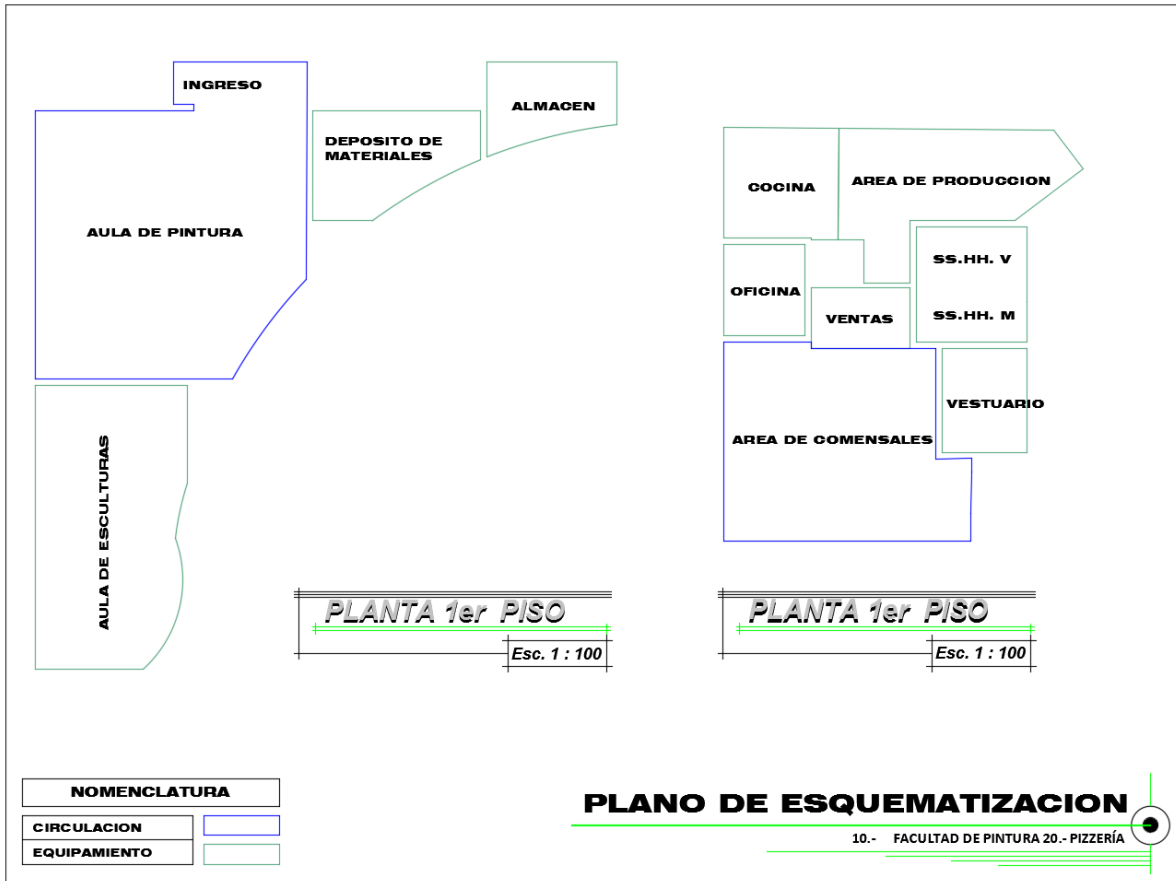 INGRESO
DEPOSITO DE
MATERIALES
ALMACEN
AULA DE PINTURA
AULA DE ESCULTURAS
PLANTA 1er PISO
Esc. 1 : 100
COCINA
AREA DE PRODUCCION
SS.HH. V
OFICINA
VENTAS
SS.HH. M
VESTUARIO
AREA DE COMENSALES
PLANTA 1er PISO
Esc. 1 : 100
NOMENCLATURA
CIRCULACION
EQUIPAMIENTO
PLANO DE ESQUEMATIZACION
10.- FACULTAD DE PINTURA 20.- PIZZERÍA